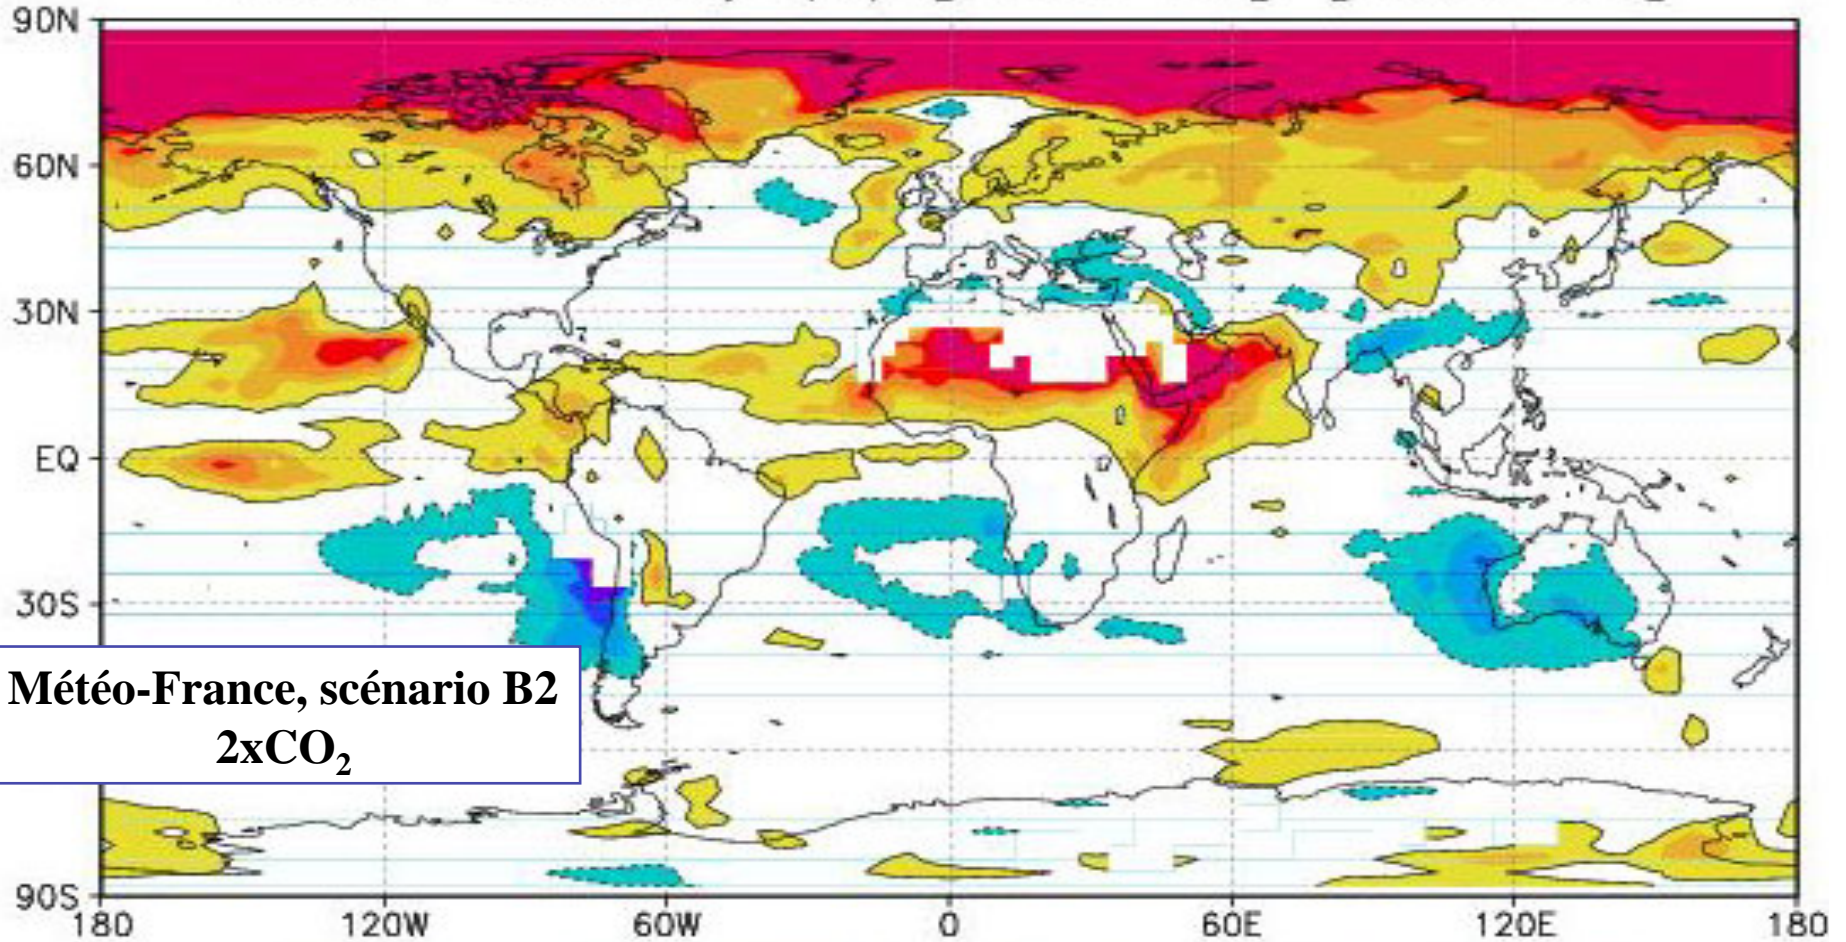 90N
60N
30N
EQ
30S
Météo-France, scénario B2
2xCO₂
90S
180 120W 60W 0 60E 120E 180